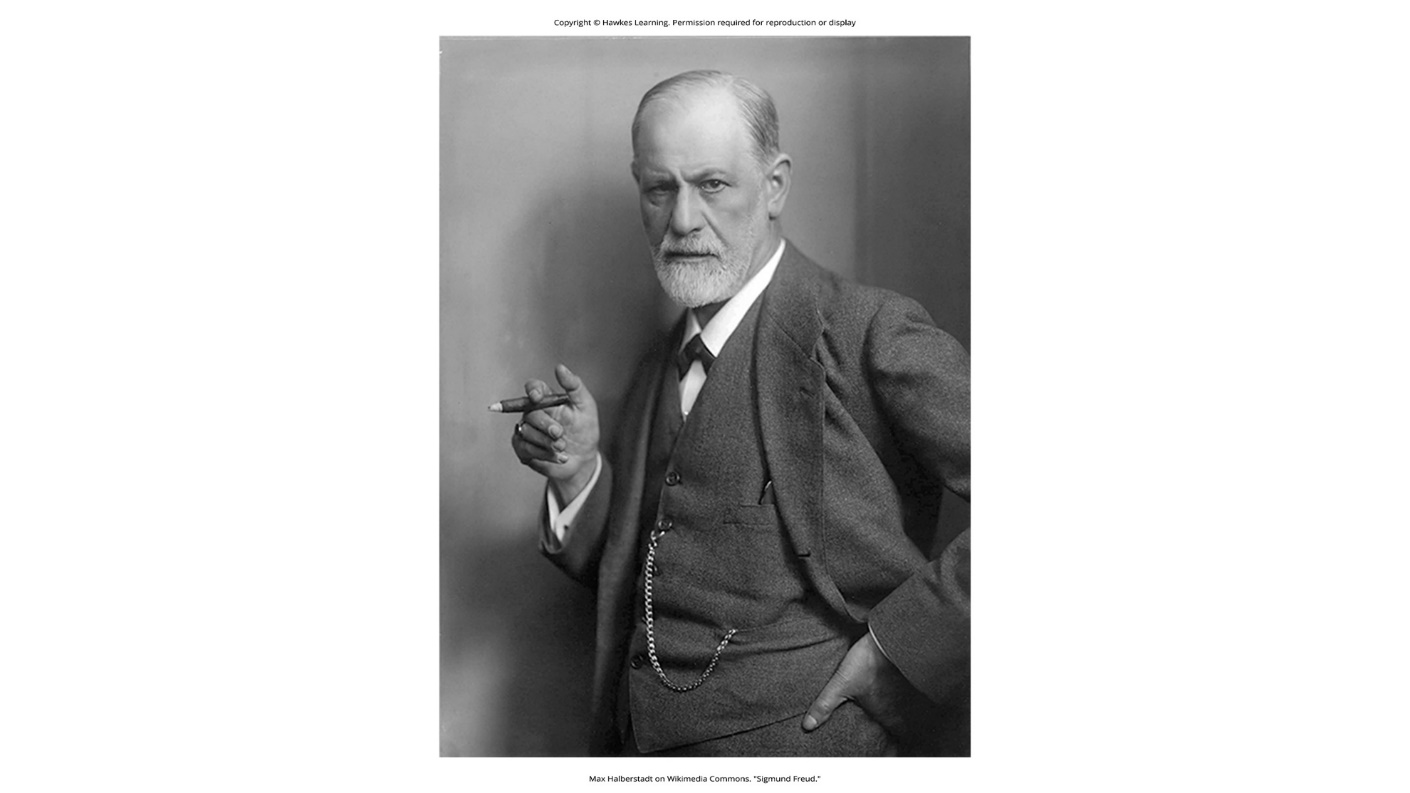 Copyright © Hawkes Learning. Permission required for reproduction or display
Max Halberstadt on Wikimedia Commons. "Sigmund Freud."